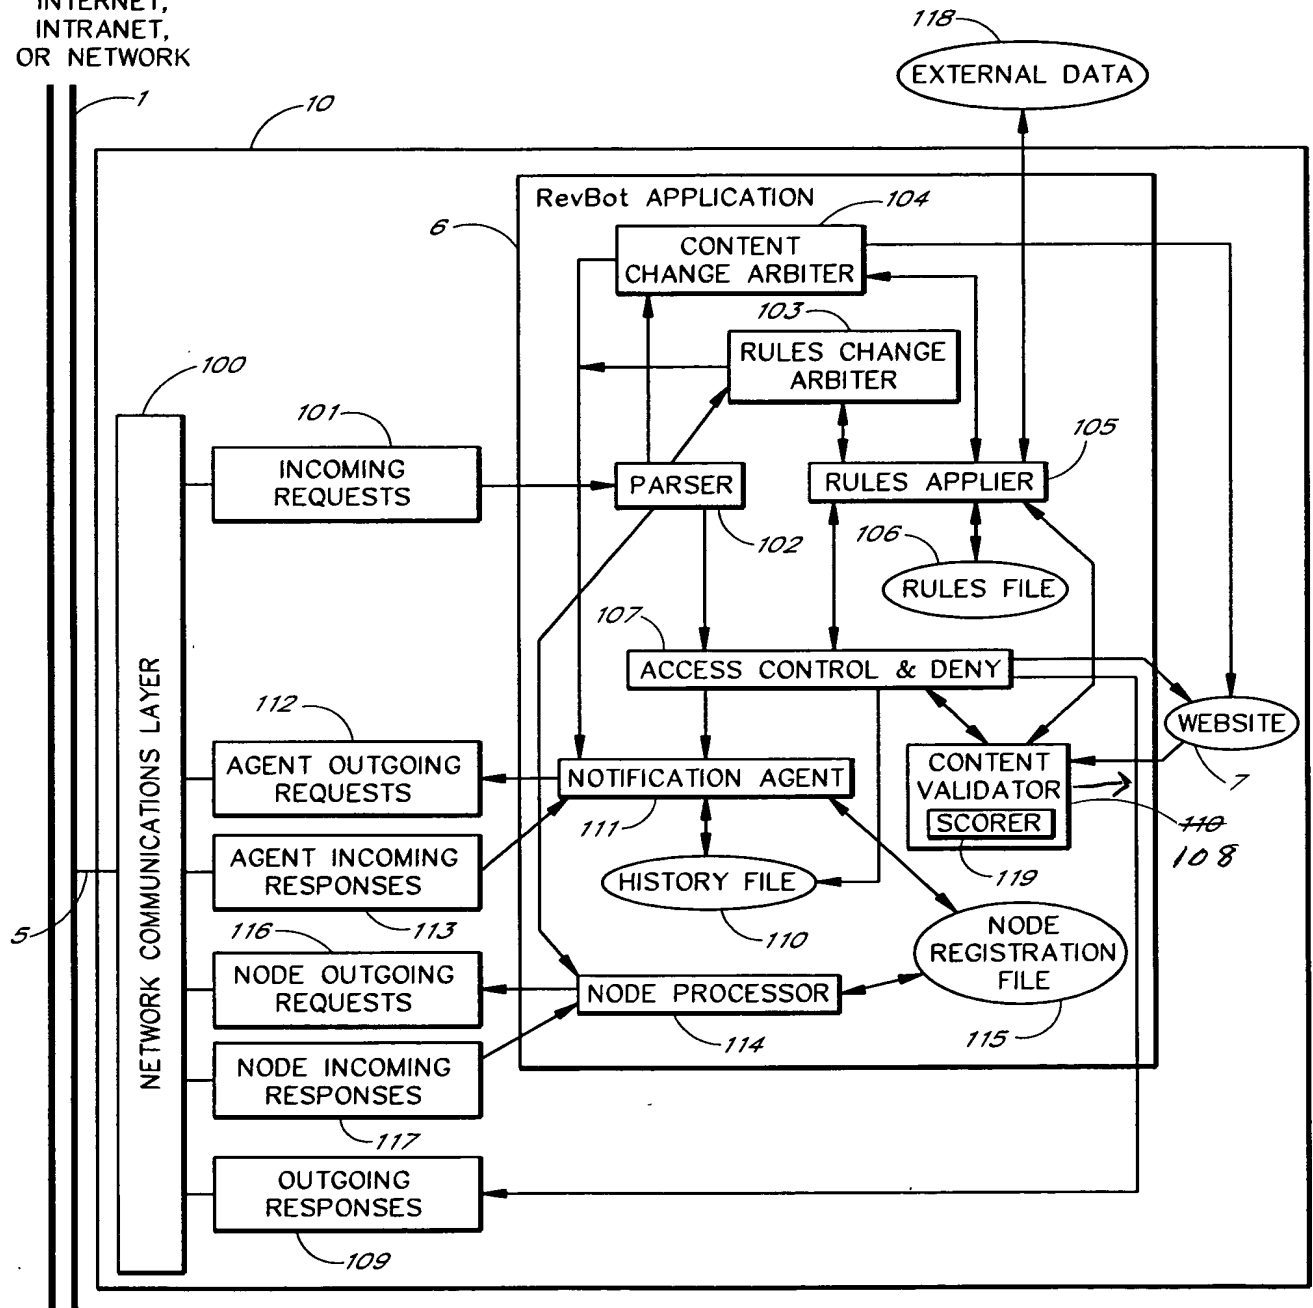 INTERNET,
INTRANET,
OR NETWORK
1
10
118
EXTERNAL DATA
RevBot APPLICATION
6
104
CONTENT
CHANGE ARBITER
103
RULES CHANGE
ARBITER
100
NETWORK COMMUNICATIONS LAYER
101
INCOMING
REQUESTS
PARSER
102
105
RULES APPLIER
106
RULES FILE
107
ACCESS CONTROL & DENY
WEBSITE
7
112
AGENT OUTGOING
REQUESTS
NOTIFICATION AGENT
111
CONTENT
VALIDATOR
SCORER
119
110
108
AGENT INCOMING
RESPONSES
113
HISTORY FILE
110
5
116
NODE OUTGOING
REQUESTS
NODE PROCESSOR
114
NODE
REGISTRATION
FILE
115
NODE INCOMING
RESPONSES
117
OUTGOING
RESPONSES
109